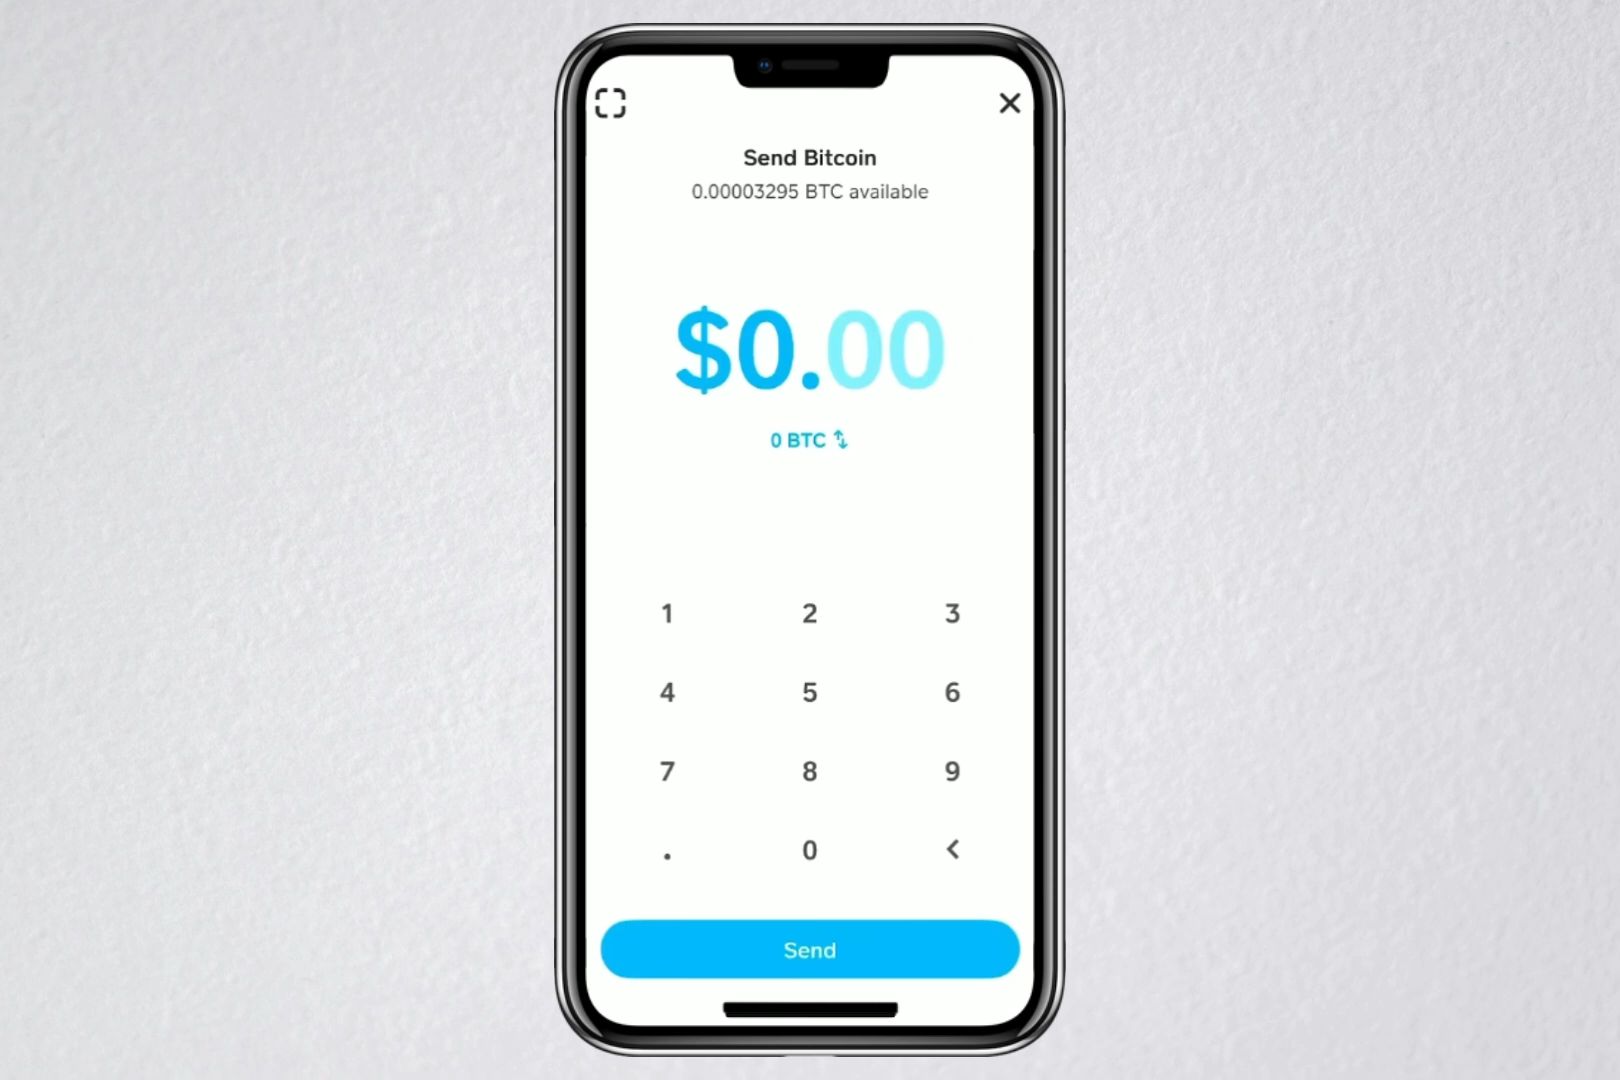 Send Bitcoin
0.00003295 BTC available
$0.00
0 BTC
1 2 3
4 5 6
7 8 9
. 0 <
Send